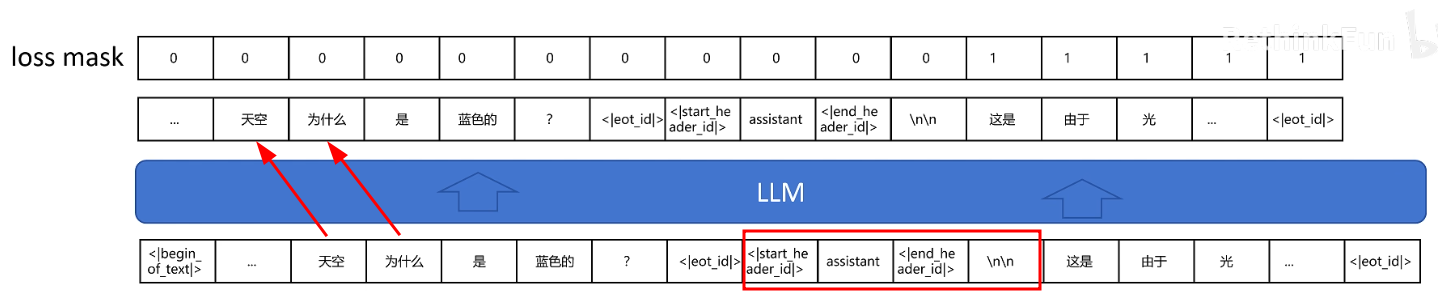 RethinkFun
loss mask 0 0 0 0 0 0 0 0 0 0 0 1 1 1 1 1
... 天空 为什么 是 蓝色的 ? <|eot_id|> <|start_header_id|> assistant <|end_header_id|> \n\n 这是 由于 光 ... <|eot_id|>
LLM
<|begin_of_text|> ... 天空 为什么 是 蓝色的 ? <|eot_id|> <|start_header_id|> assistant <|end_header_id|> \n\n 这是 由于 光 ... <|eot_id|>